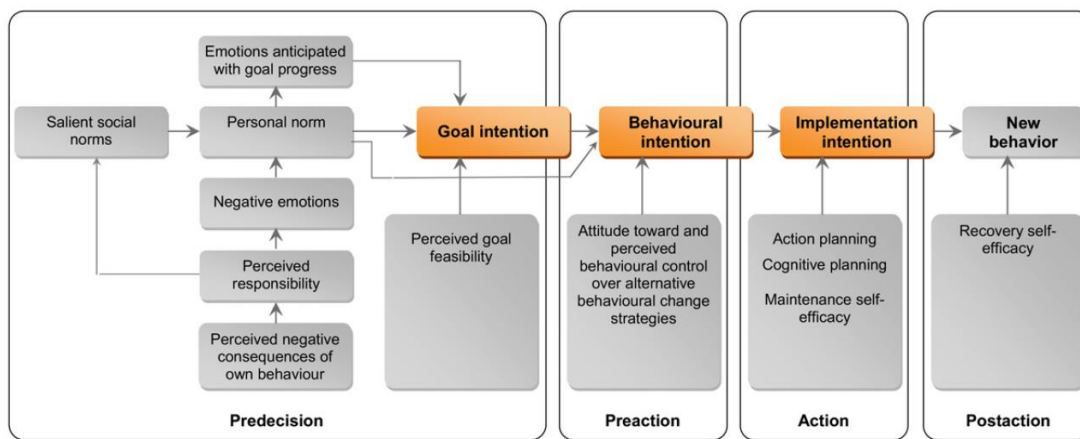 Emotions anticipated
with goal progress
Salient social
norms
Personal norm
Goal intention
Behavioural
intention
Implementation
intention
New
behavior
Negative emotions
Perceived
responsibility
Perceived negative
consequences of
own behaviour
Perceived goal
feasibility
Attitude toward and
perceived
behavioural control
over alternative
behavioural change
strategies
Action planning
Cognitive planning
Maintenance self-
efficacy
Recovery self-
efficacy
Predecision
Preaction
Action
Postaction